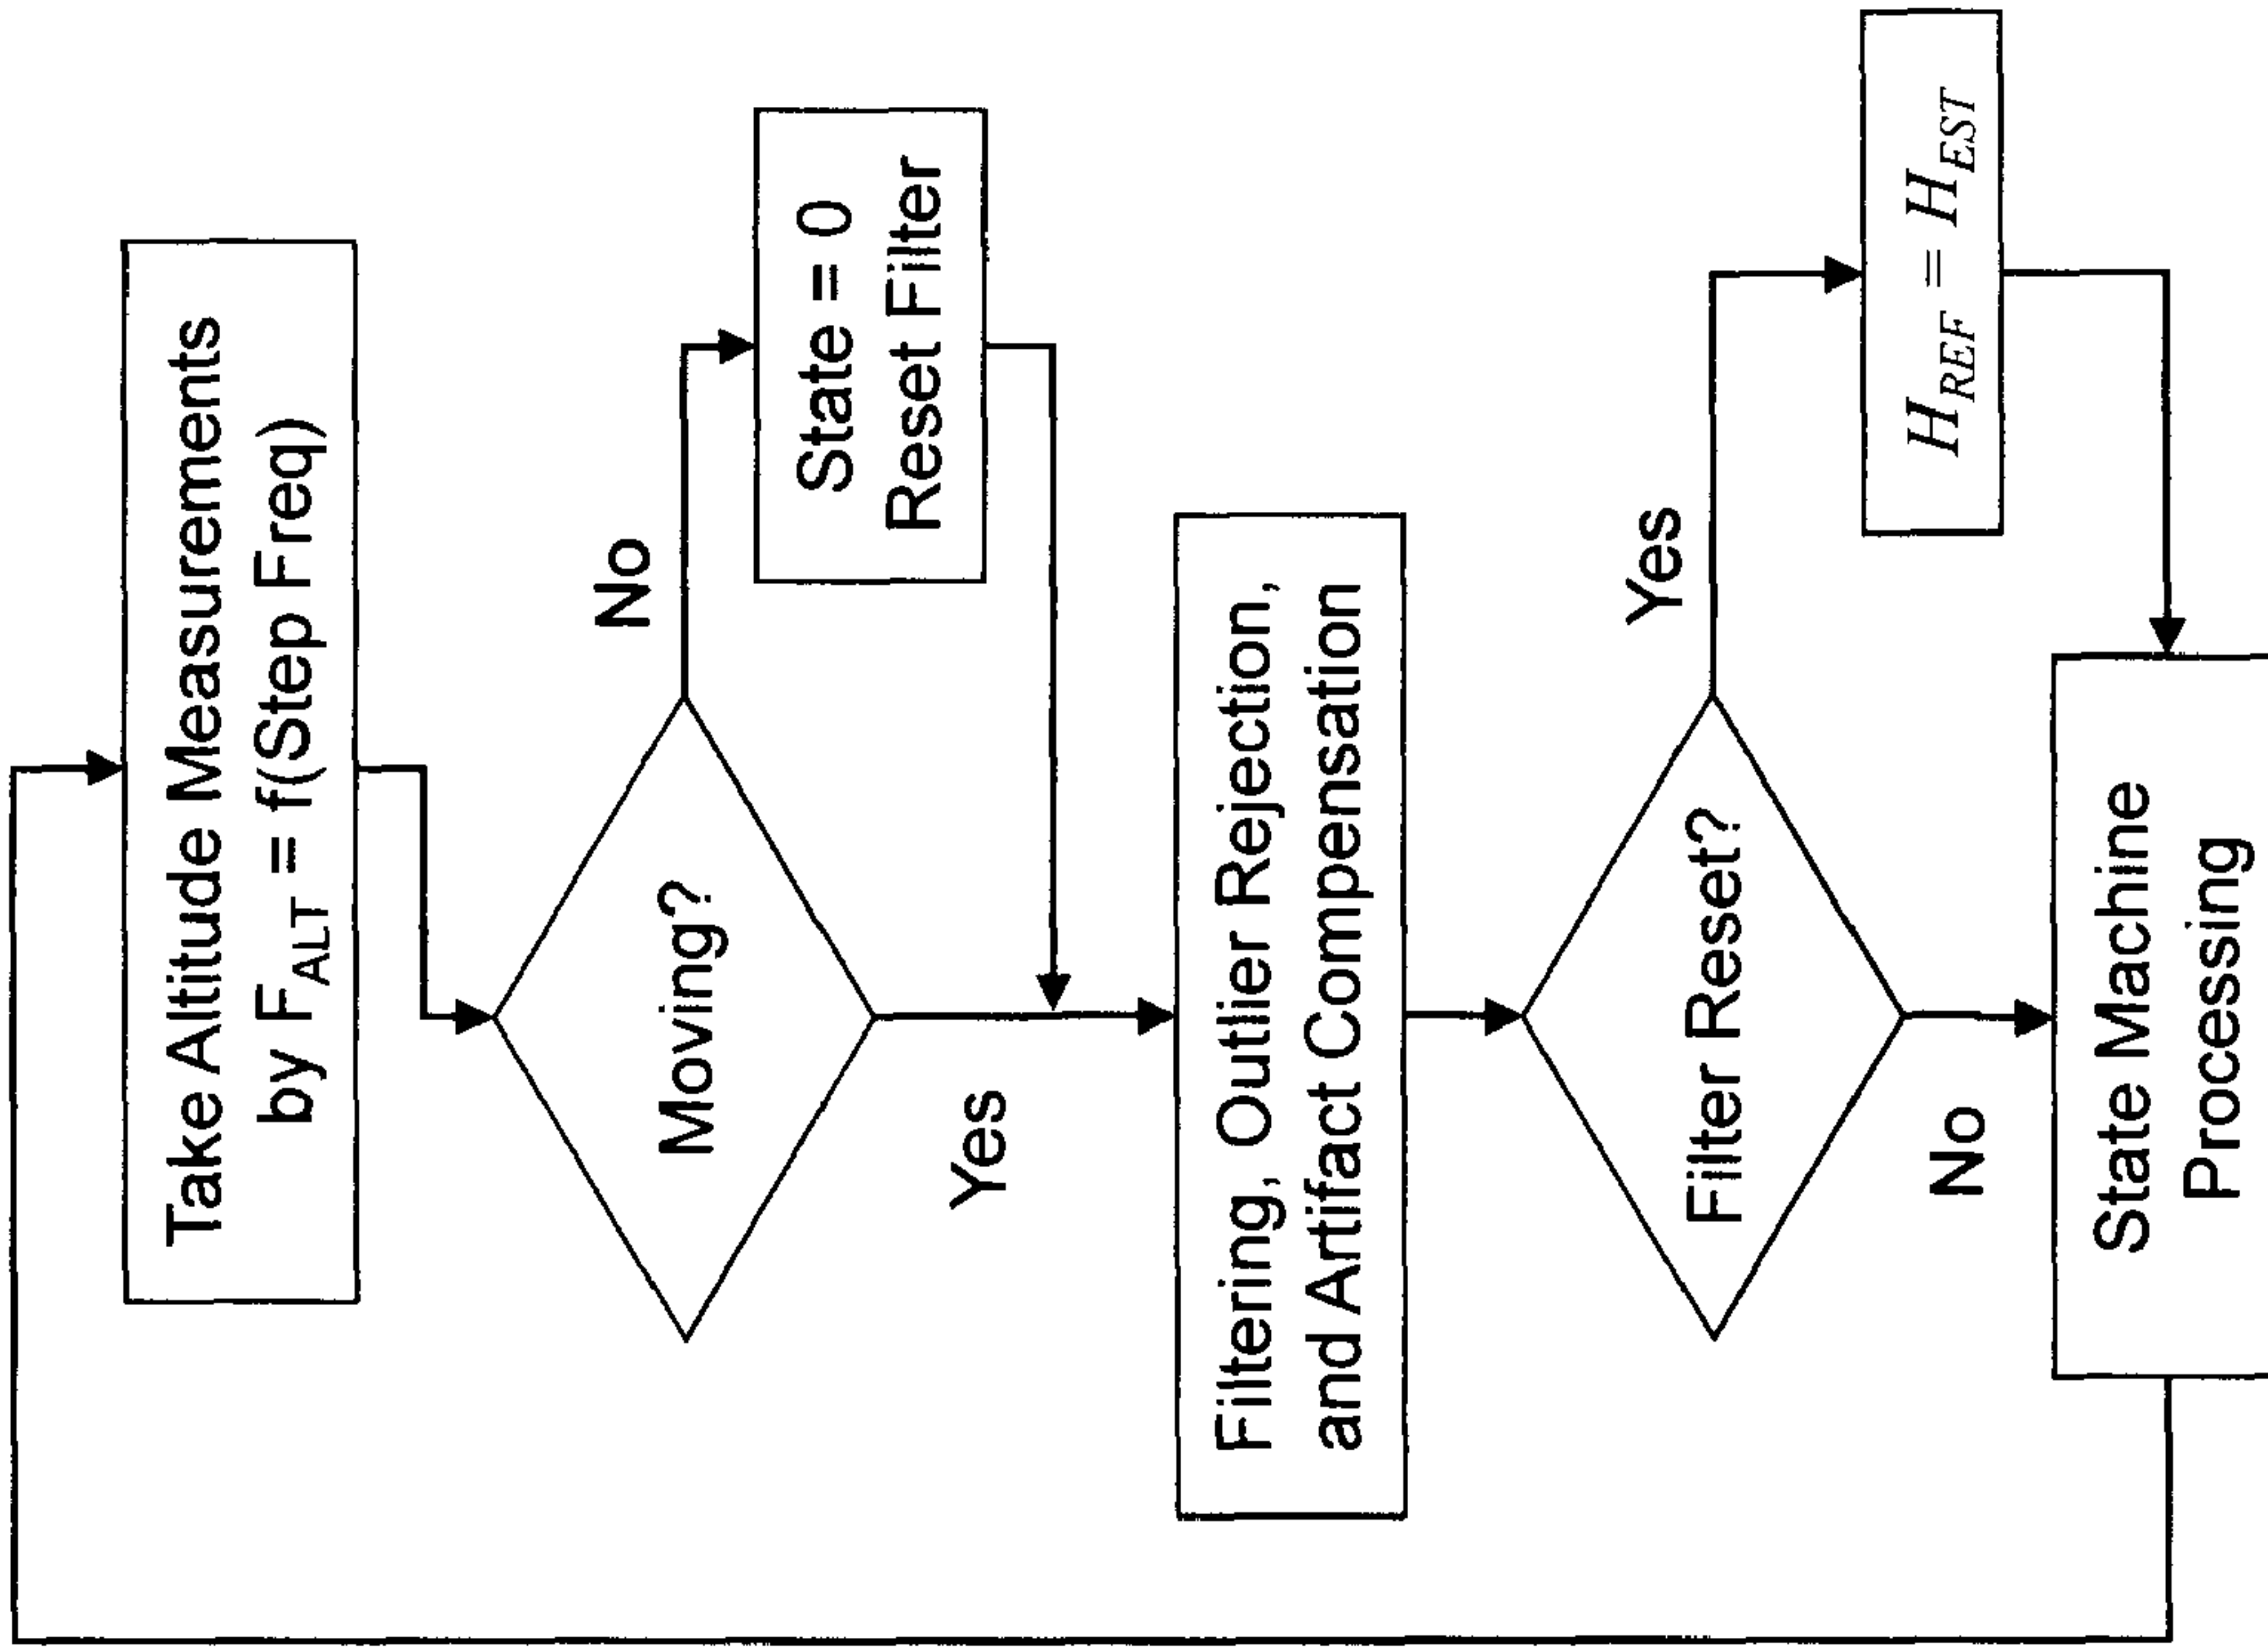 Take Altitude Measurements
by F_ALT = f(Step Freq)
Moving?
No
State = 0
Reset Filter
Yes
Filtering, Outlier Rejection,
and Artifact Compensation
Filter Reset?
Yes
H_REF = H_EST
No
State Machine
Processing